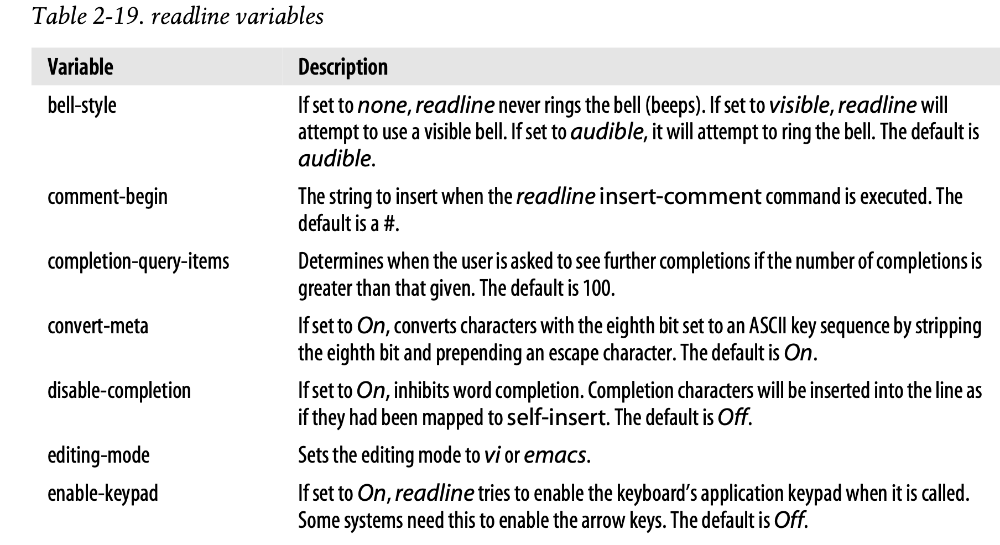 Table 2-19. readline variables
Variable Description
bell-style If set to none, readline never rings the bell (beeps). If set to visible, readline will
attempt to use a visible bell. If set to audible, it will attempt to ring the bell. The default is
audible.
comment-begin The string to insert when the readline insert-comment command is executed. The
default is a #.
completion-query-items Determines when the user is asked to see further completions if the number of completions is
greater than that given. The default is 100.
convert-meta If set to On, converts characters with the eighth bit set to an ASCII key sequence by stripping
the eighth bit and prepending an escape character. The default is On.
disable-completion If set to On, inhibits word completion. Completion characters will be inserted into the line as
if they had been mapped to self-insert. The default is Off.
editing-mode Sets the editing mode to vi or emacs.
enable-keypad If set to On, readline tries to enable the keyboard’s application keypad when it is called.
Some systems need this to enable the arrow keys. The default is Off.